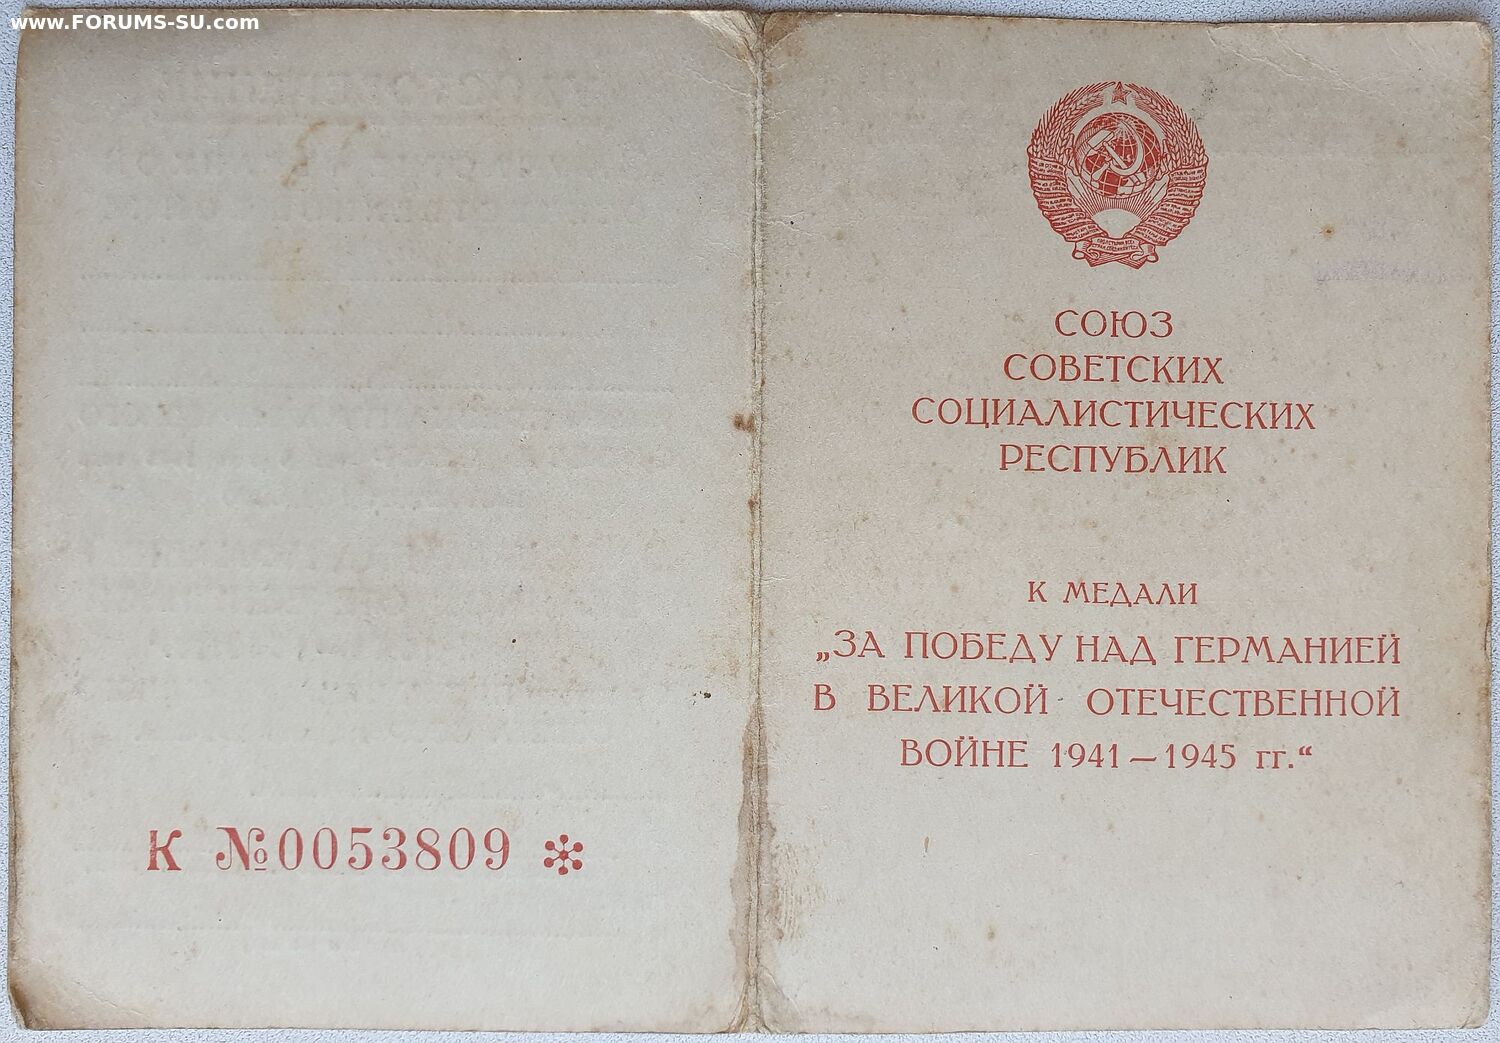 www.FORUMS-SU.com
К №0053809
СОЮЗ
СОВЕТСКИХ
СОЦИАЛИСТИЧЕСКИХ
РЕСПУБЛИК
К МЕДАЛИ
„ЗА ПОБЕДУ НАД ГЕРМАНИЕЙ
В ВЕЛИКОЙ ОТЕЧЕСТВЕННОЙ
ВОЙНЕ 1941—1945 гг.“